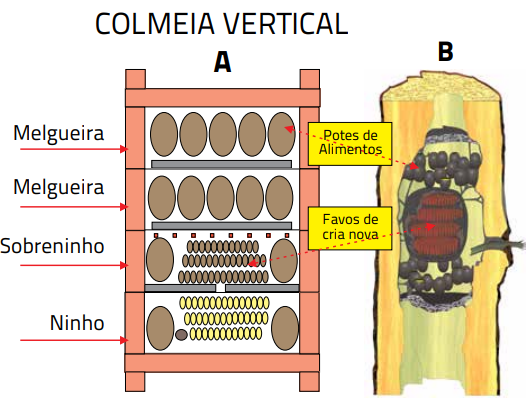 COLMEIA VERTICAL
A
B
Melgueira
Melgueira
Sobreninho
Ninho
Potes de
Alimentos
Favos de
cria nova